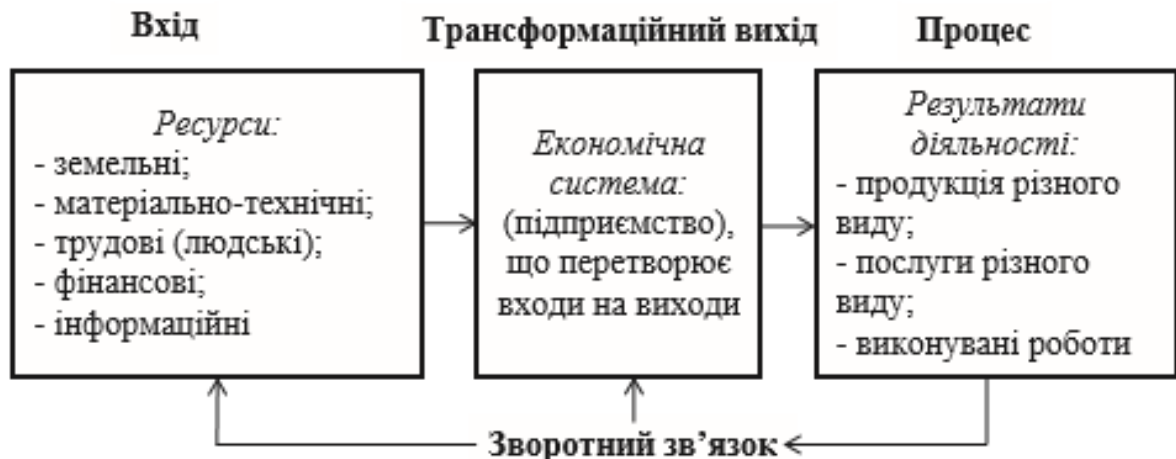 Вхід
Трансформаційний вихід
Процес
Ресурси:
- земельні;
- матеріально-технічні;
- трудові (людські);
- фінансові;
- інформаційні
Економічна
система:
(підприємство),
що перетворює
входи на виходи
Результати
діяльності:
- продукція різного
виду;
- послуги різного
виду;
- виконувані роботи
Зворотний зв’язок